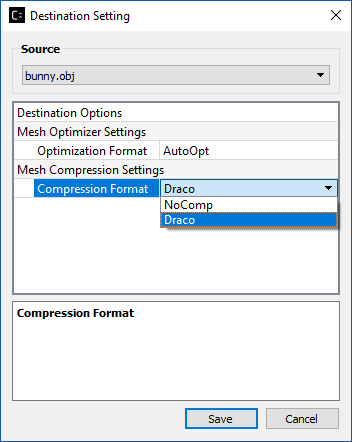 Destination Setting
Source
bunny.obj
Destination Options
Mesh Optimizer Settings
Optimization Format AutoOpt
Mesh Compression Settings
Compression Format Draco
NoComp
Draco
Compression Format
Save Cancel